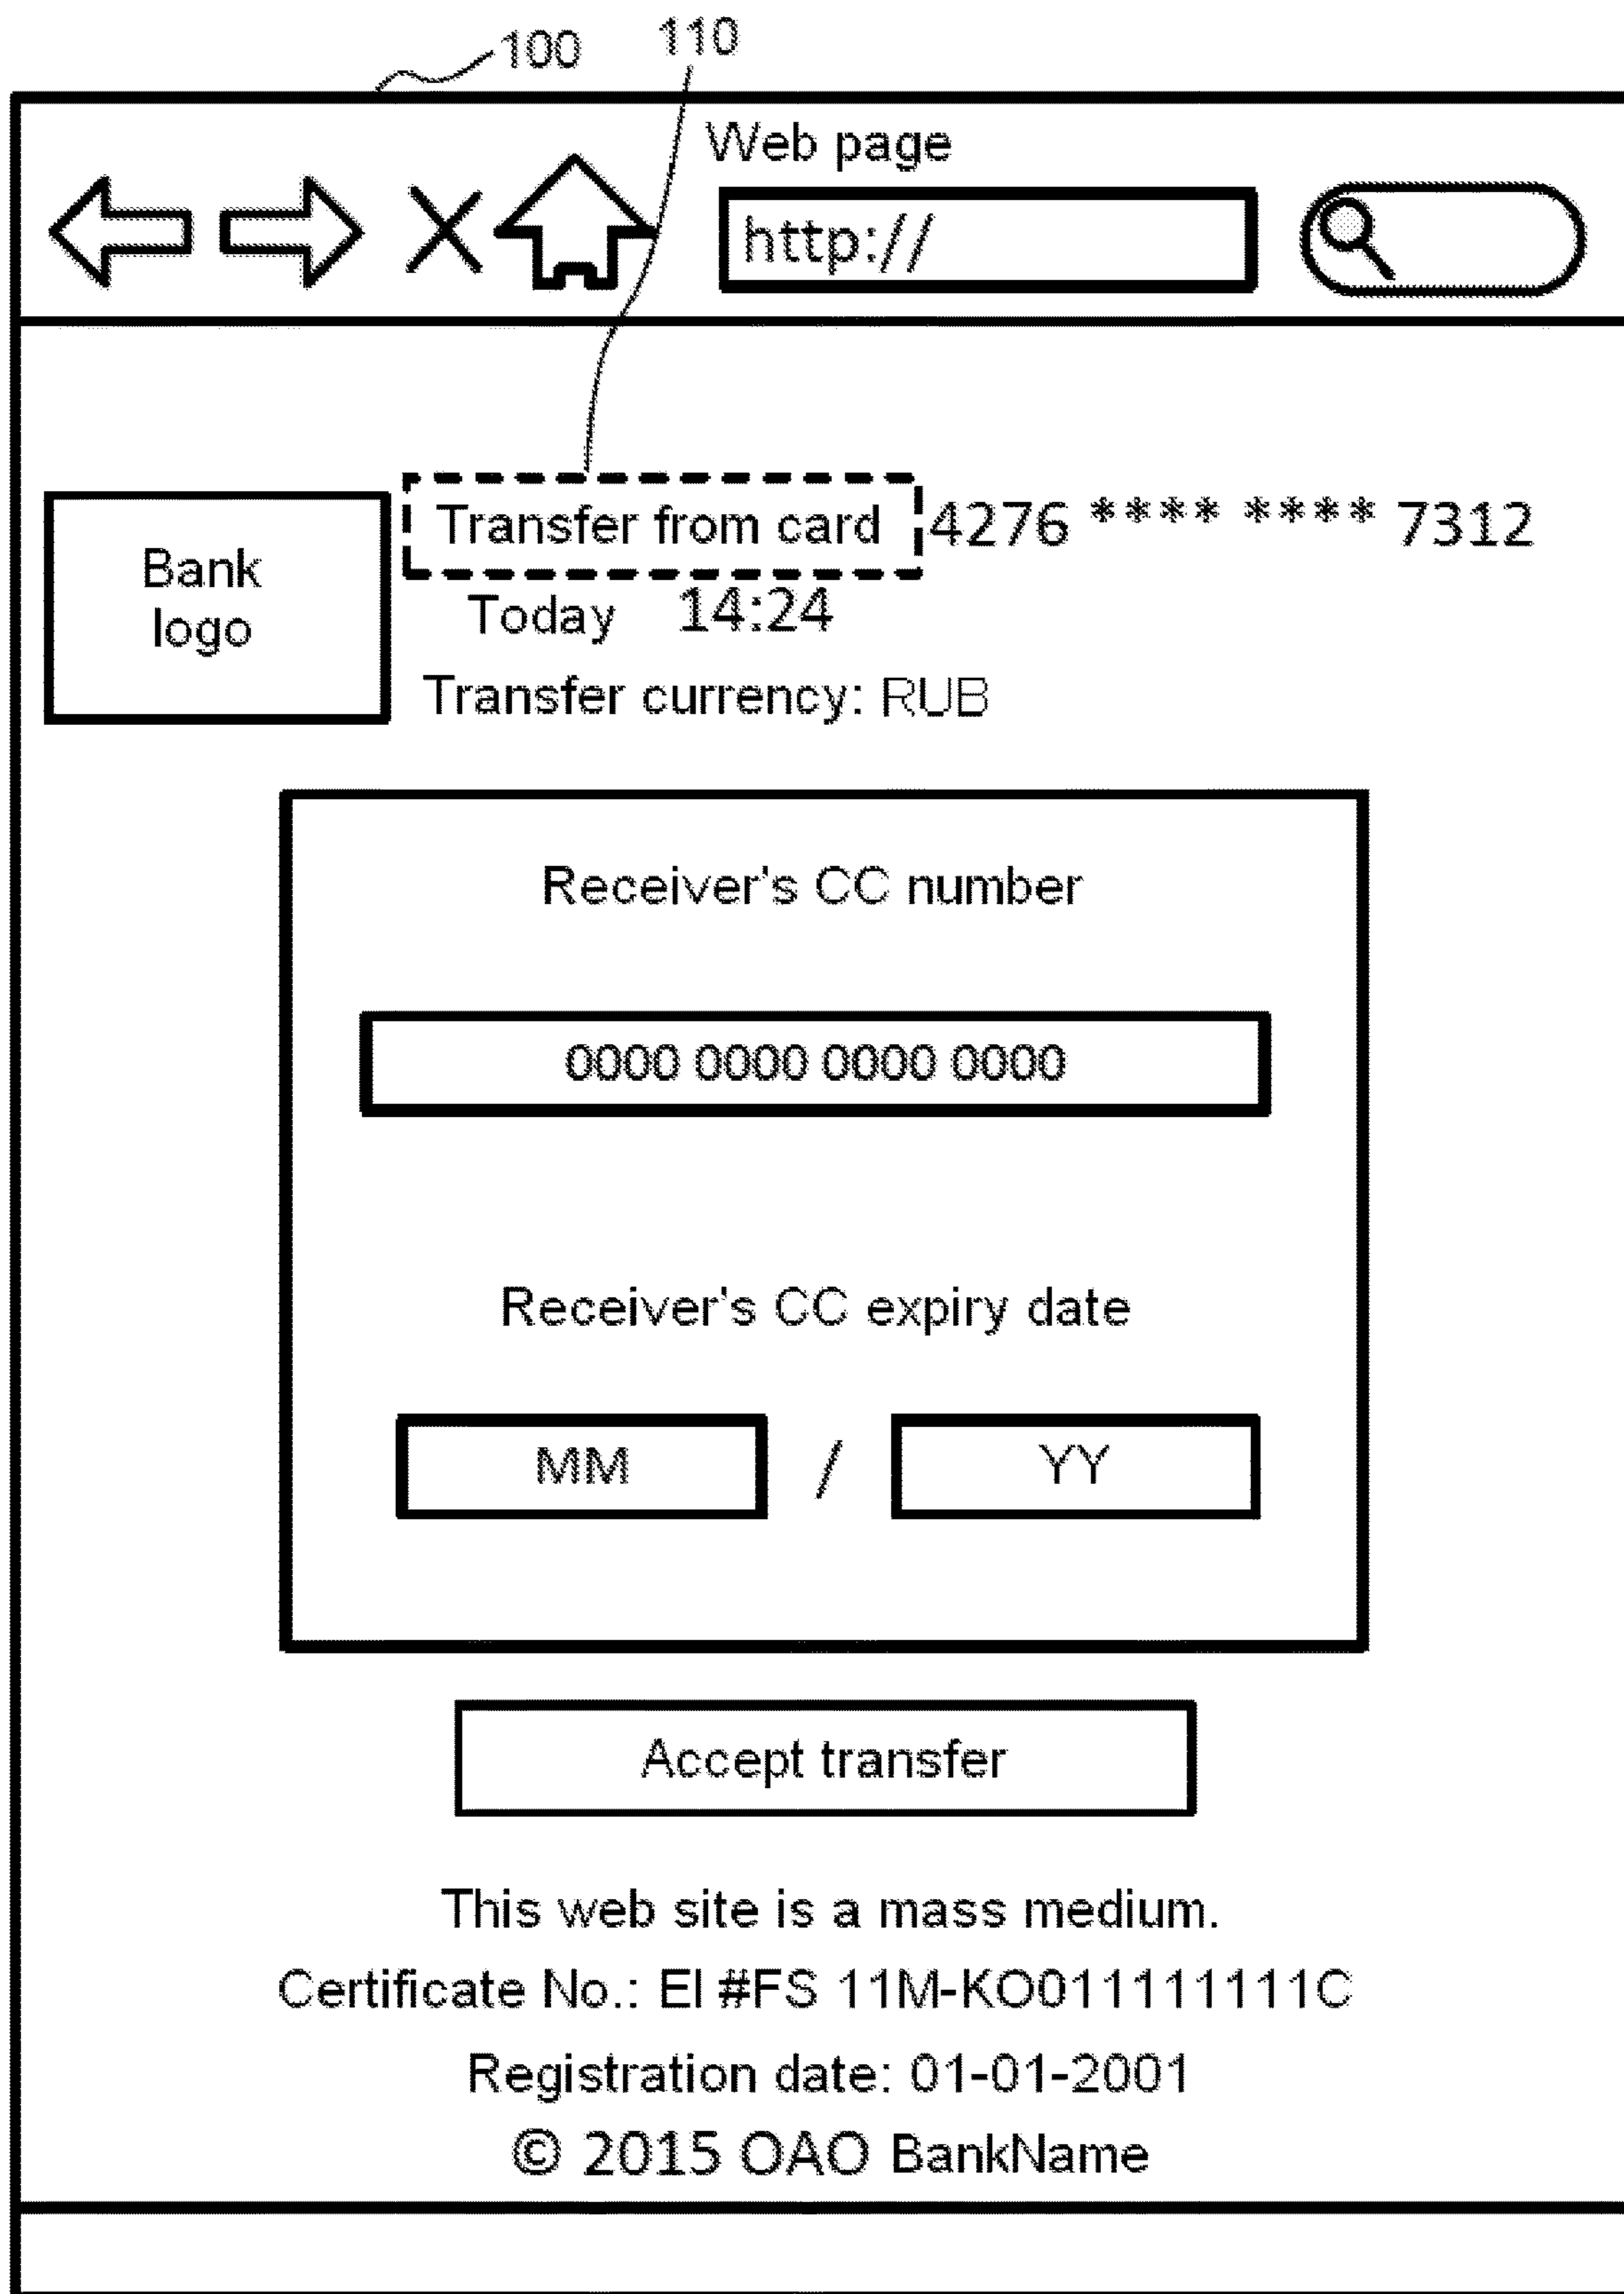 100 110
Web page
http://
Transfer from card 4276 **** **** 7312
Bank
logo
Today 14:24
Transfer currency: RUB
Receiver's CC number
0000 0000 0000 0000
Receiver's CC expiry date
MM / YY
Accept transfer
This web site is a mass medium.
Certificate No.: EI #FS 11M-KO011111111C
Registration date: 01-01-2001
© 2015 OAO BankName